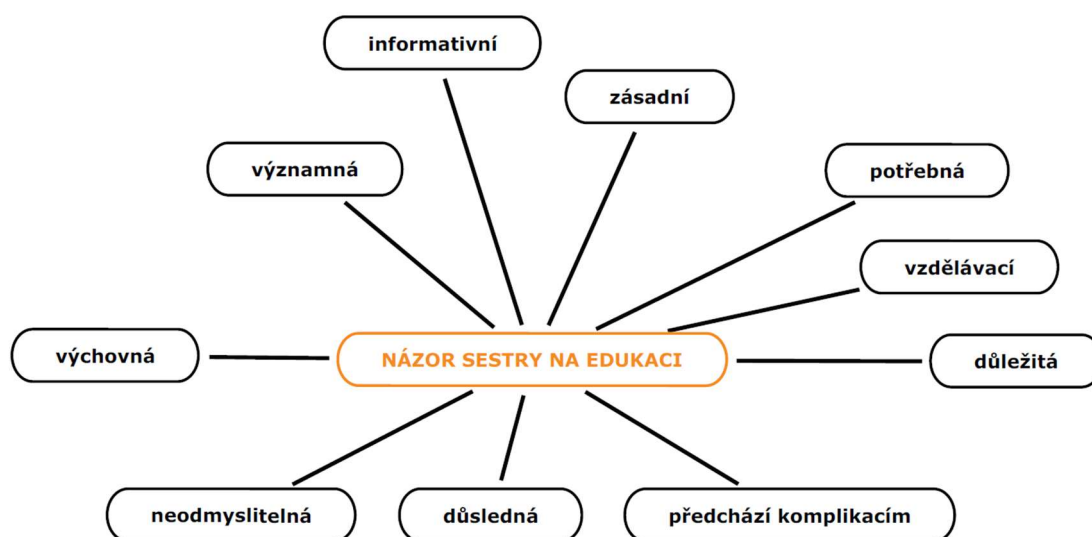 informativní
zásadní
významná
potřebná
vzdělávací
výchovná
NÁZOR SESTRY NA EDUKACI
důležitá
neodmyslitelná
důsledná
předchází komplikacím